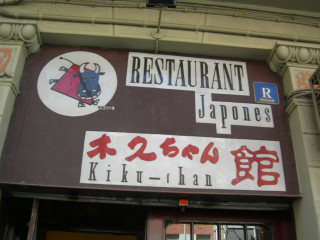 RESTAURANT
Japones
R
木久ちゃん館
Kiku-chan